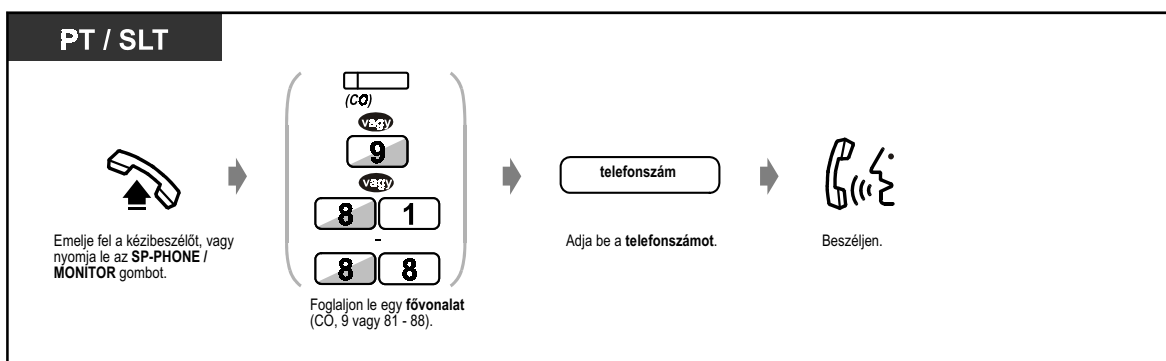 PT / SLT
(CO)
vagy
9
vagy
8 1
-
8 8
telefonszám
Emelje fel a kézibeszélőt, vagy
nyomja le az SP-PHONE /
MONITOR gombot.
Foglaljon le egy fővonalat
(CO, 9 vagy 81 - 88).
Adja be a telefonszámot.
Beszéljen.